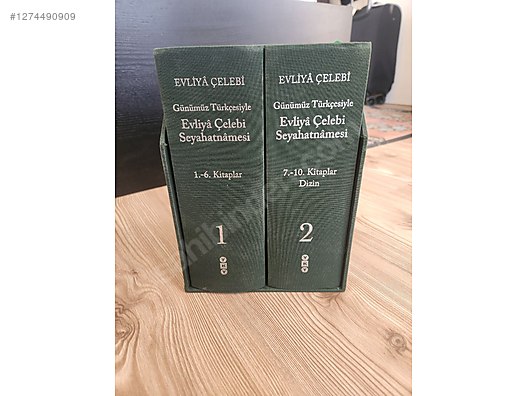 #1274490909
EVLİYÂ ÇELEBİ
Günümüz Türkçesiyle
Evliyâ Çelebi
Seyahatnâmesi
1.-6. Kitaplar
1
EVLİYÂ ÇELEBİ
Günümüz Türkçesiyle
Evliyâ Çelebi
Seyahatnâmesi
7.-10. Kitaplar
Dizin
2